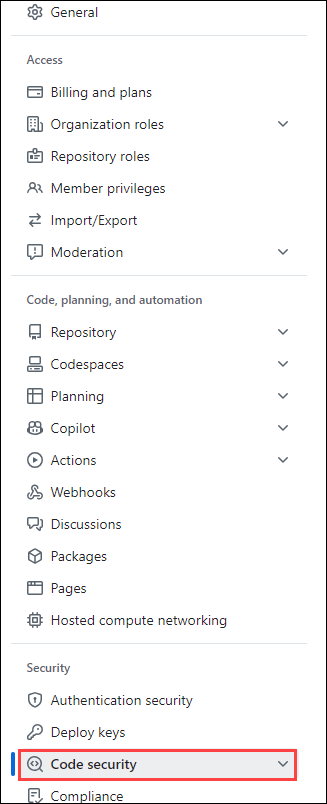 General
Access
Billing and plans
Organization roles
Repository roles
Member privileges
Import/Export
Moderation
Code, planning, and automation
Repository
Codespaces
Planning
Copilot
Actions
Webhooks
Discussions
Packages
Pages
Hosted compute networking
Security
Authentication security
Deploy keys
Code security
Compliance